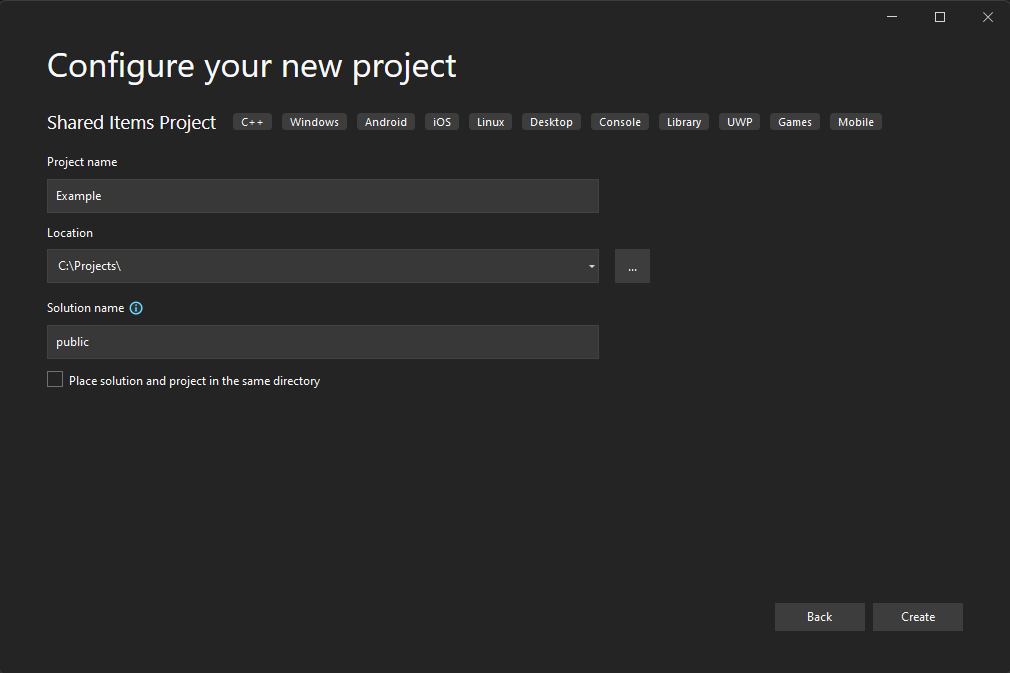 Configure your new project
Shared Items Project C++ Windows Android iOS Linux Desktop Console Library UWP Games Mobile
Project name
Example
Location
C:\Projects\ ...
Solution name
public
Place solution and project in the same directory
Back Create